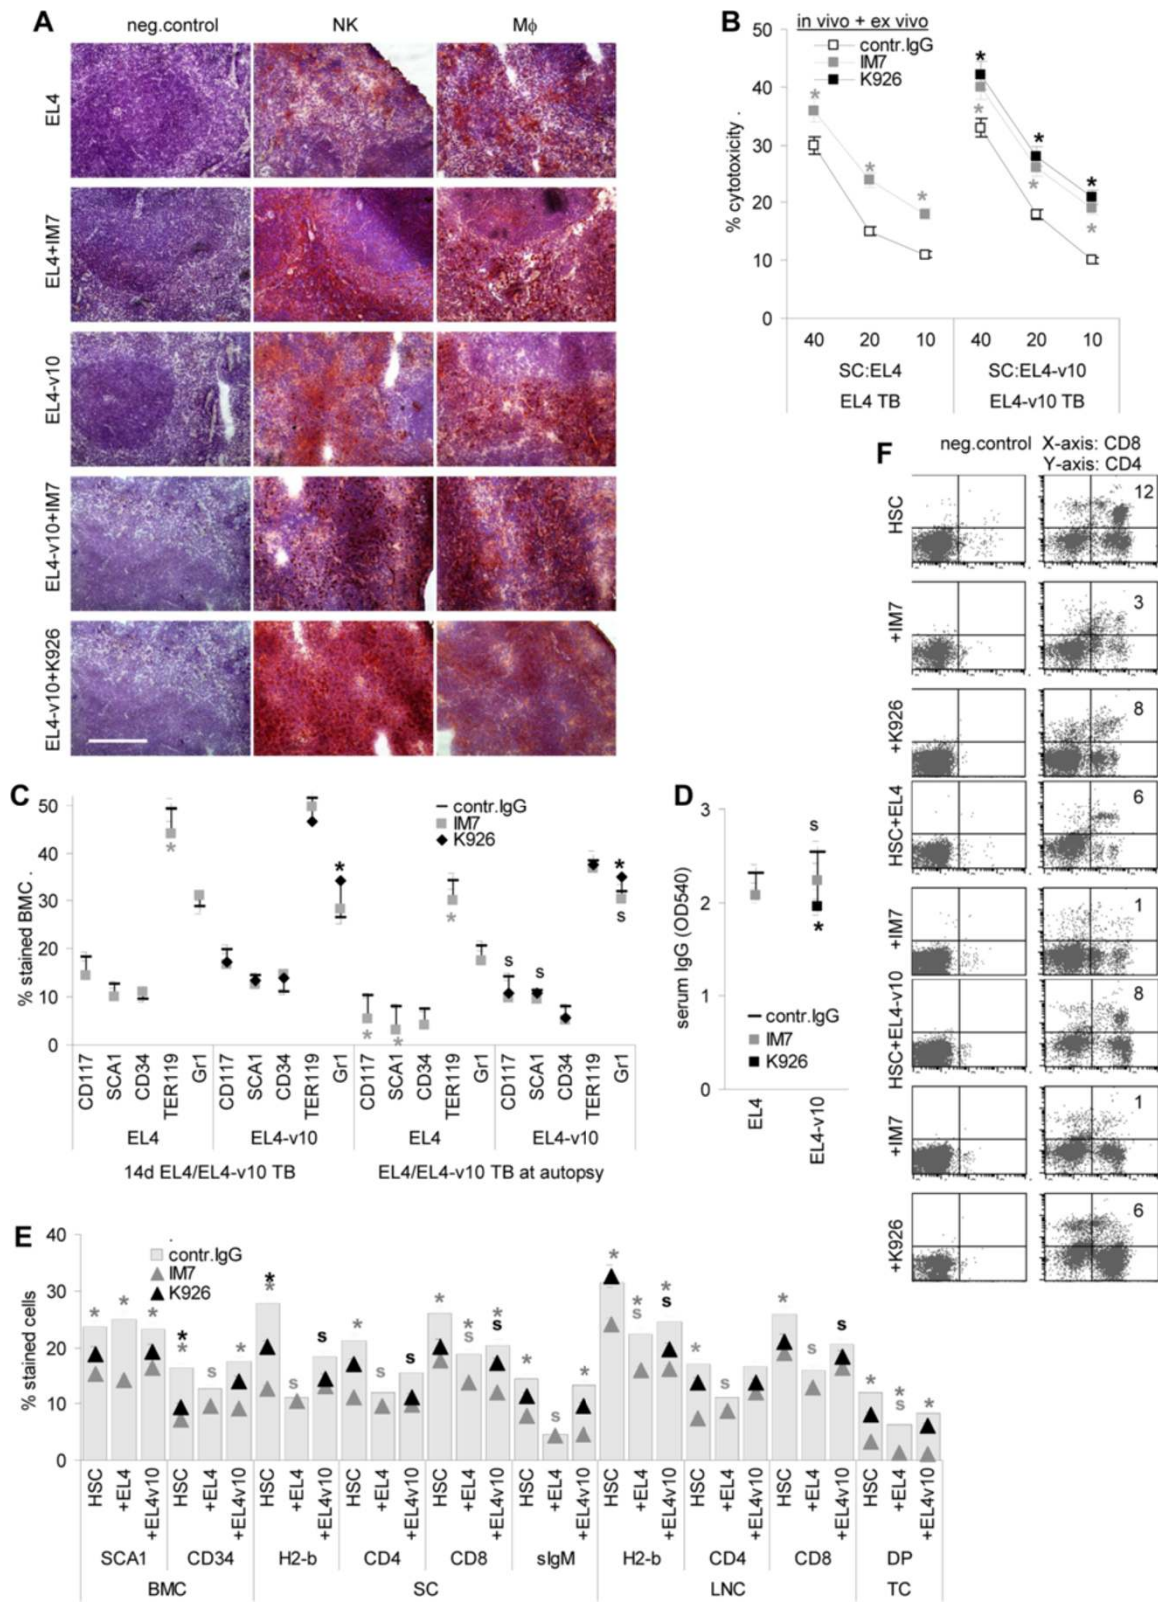 A
neg.control NK Mϕ
EL4
EL4+IM7
EL4-v10
EL4-v10+IM7
EL4-v10+K926
B
in vivo + ex vivo
contr.IgG
IM7
K926
% cytotoxicity .
50
40
30
20
10
0
* * * * * * * * *
40 20 10 40 20 10
SC:EL4 SC:EL4-v10
EL4 TB EL4-v10 TB
C
contr.IgG
IM7
K926
% stained BMC .
50
40
30
20
10
0
* * * * * *
s s s
CD117 SCA1 CD34 TER119 Gr1 CD117 SCA1 CD34 TER119 Gr1 CD117 SCA1 CD34 TER119 Gr1 CD117 SCA1 CD34 TER119 Gr1
EL4 EL4-v10 EL4 EL4-v10
14d EL4/EL4-v10 TB EL4/EL4-v10 TB at autopsy
D
serum IgG (OD540)
3
2
1
0
s
*
contr.IgG
IM7
K926
EL4 EL4-v10
E
contr.IgG
IM7
K926
% stained cells
40
30
20
10
0
* * * * * s * * * s s * s s * * s * s * s * * * s * s * s * s s * * s *
HSC +EL4 +EL4v10 HSC +EL4 +EL4v10 HSC +EL4 +EL4v10 HSC +EL4 +EL4v10 HSC +EL4 +EL4v10 HSC +EL4 +EL4v10 HSC +EL4 +EL4v10 HSC +EL4 +EL4v10 HSC +EL4 +EL4v10 HSC +EL4 +EL4v10
SCA1 CD34 H2-b CD4 CD8 sIgM H2-b CD4 CD8 DP
BMC SC LNC TC
F
neg.control X-axis: CD8
Y-axis: CD4
HSC 12
+IM7 3
+K926 8
HSC+EL4 6
+IM7 1
HSC+EL4-v10 8
+IM7 1
+K926 6